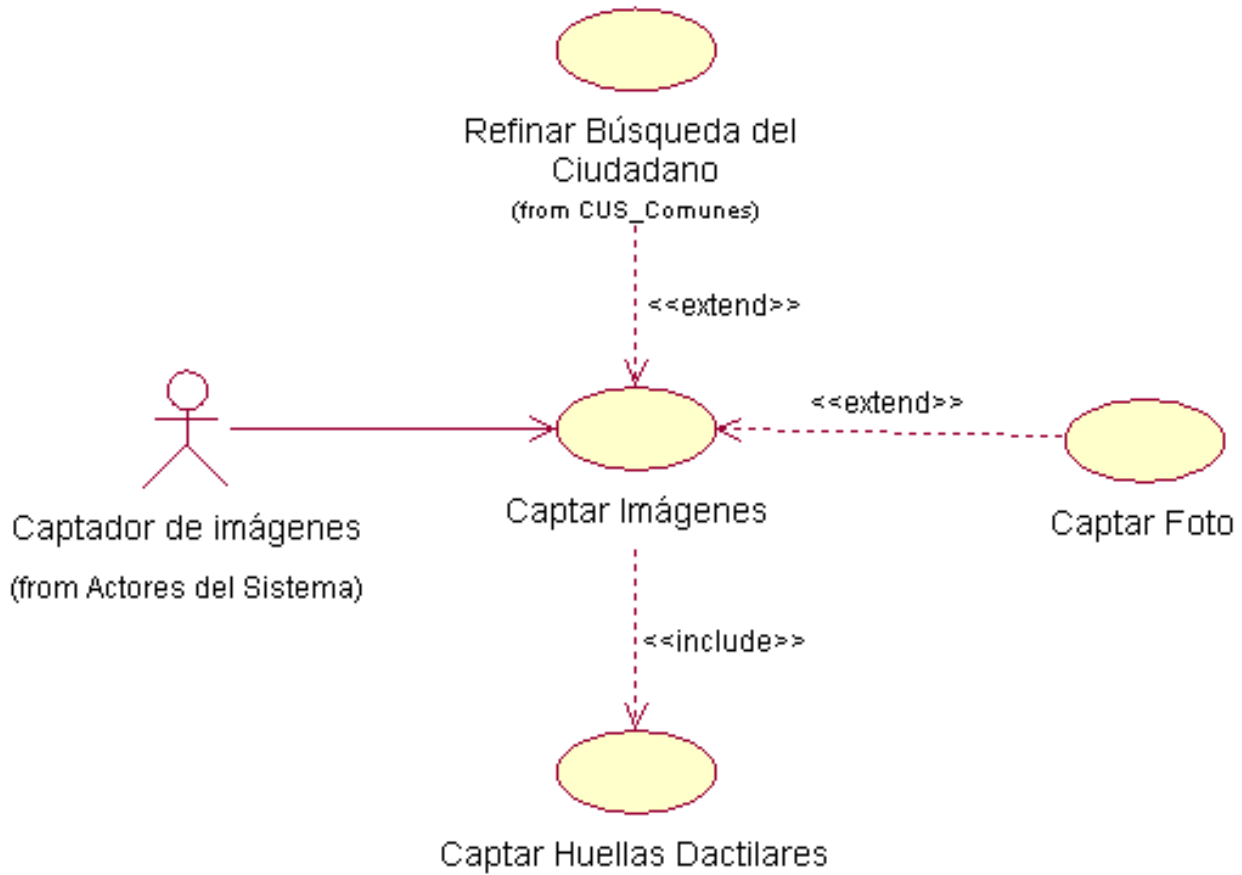 Refinar Búsqueda del
Ciudadano
(from CUS_Comunes)
<<extend>>
<<extend>>
Captador de imágenes
(from Actores del Sistema)
Captar Imágenes
Captar Foto
<<include>>
Captar Huellas Dactilares